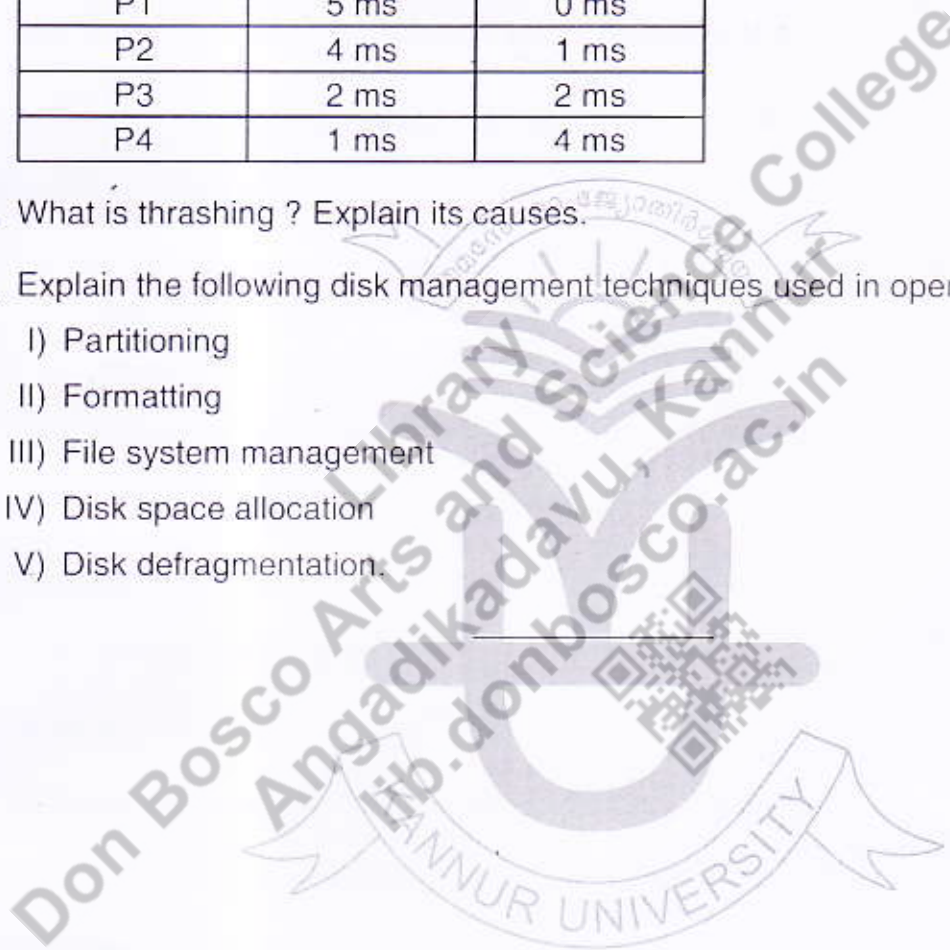 P1 5 ms 0 ms
P2 4 ms 1 ms
P3 2 ms 2 ms
P4 1 ms 4 ms
What is thrashing ? Explain its causes.
Explain the following disk management techniques used in oper
I) Partitioning
II) Formatting
III) File system management
IV) Disk space allocation
V) Disk defragmentation.
Library
Don Bosco Arts and Science College
Angadikadavu, Kannur
lib.donbosco.ac.in
KANNUR UNIVERSITY